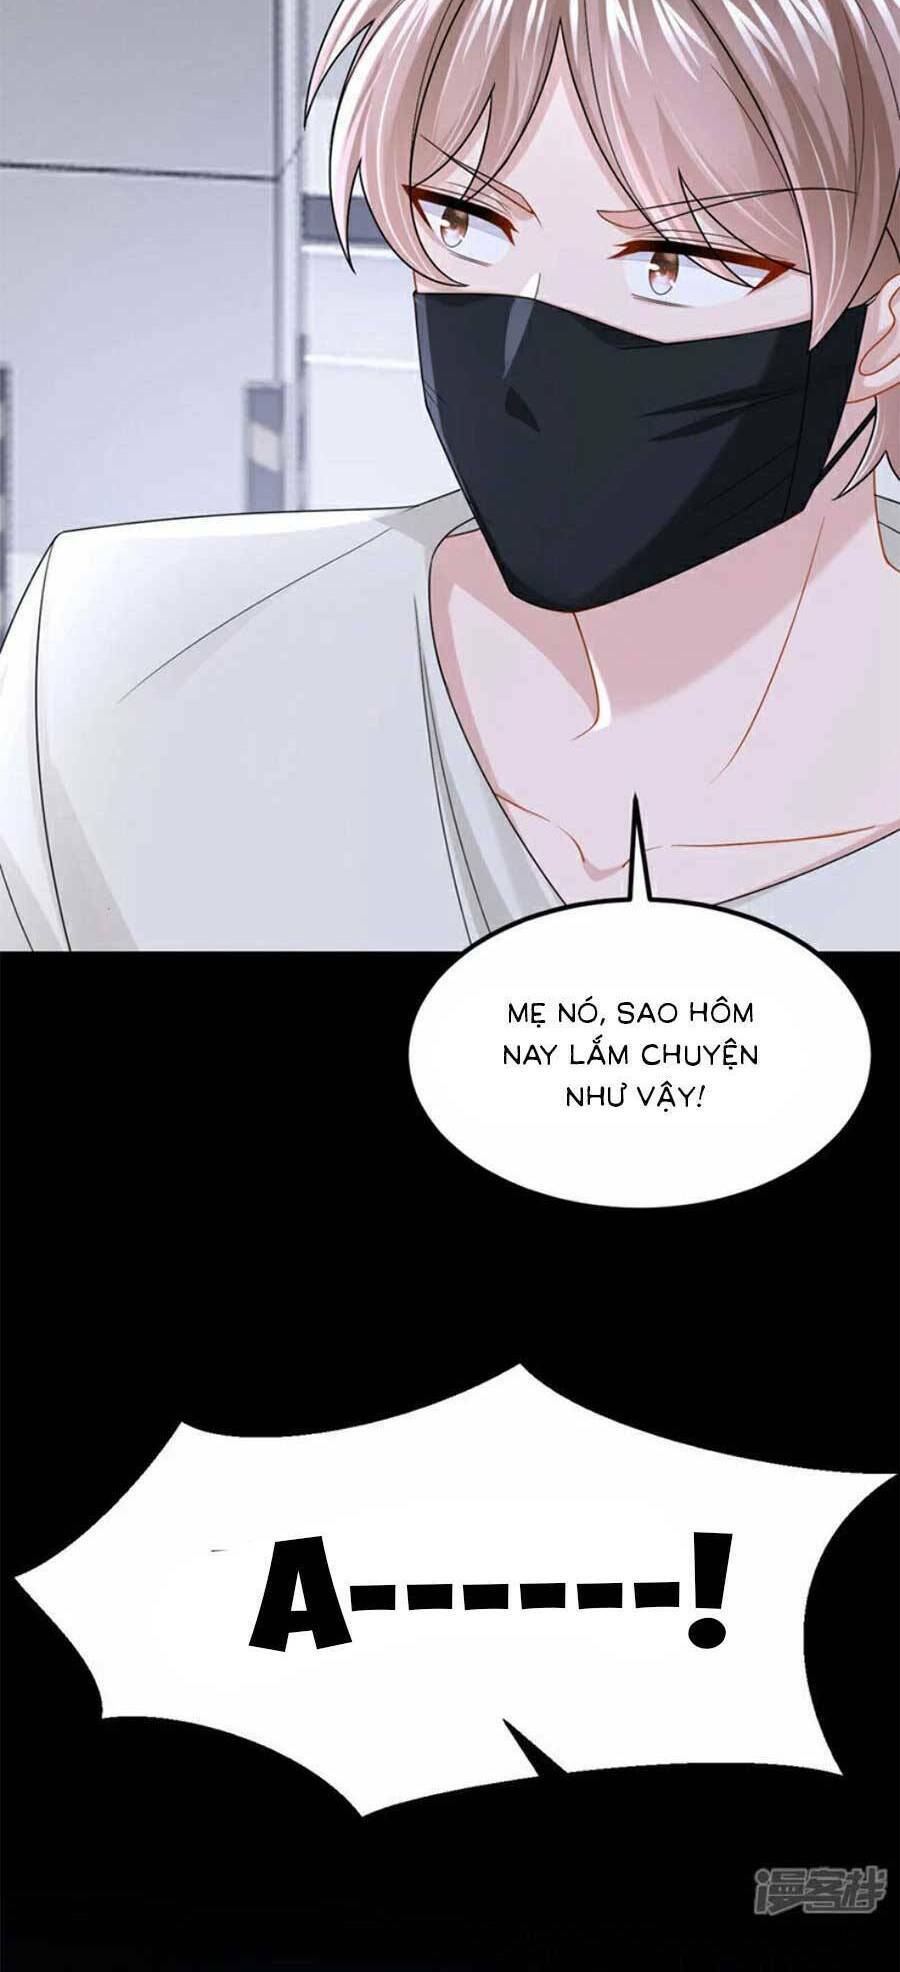 MẸ NÓ, SAO HÔM
NAY LẮM CHUYỆN
NHƯ VẬY!
A------!
漫客栈